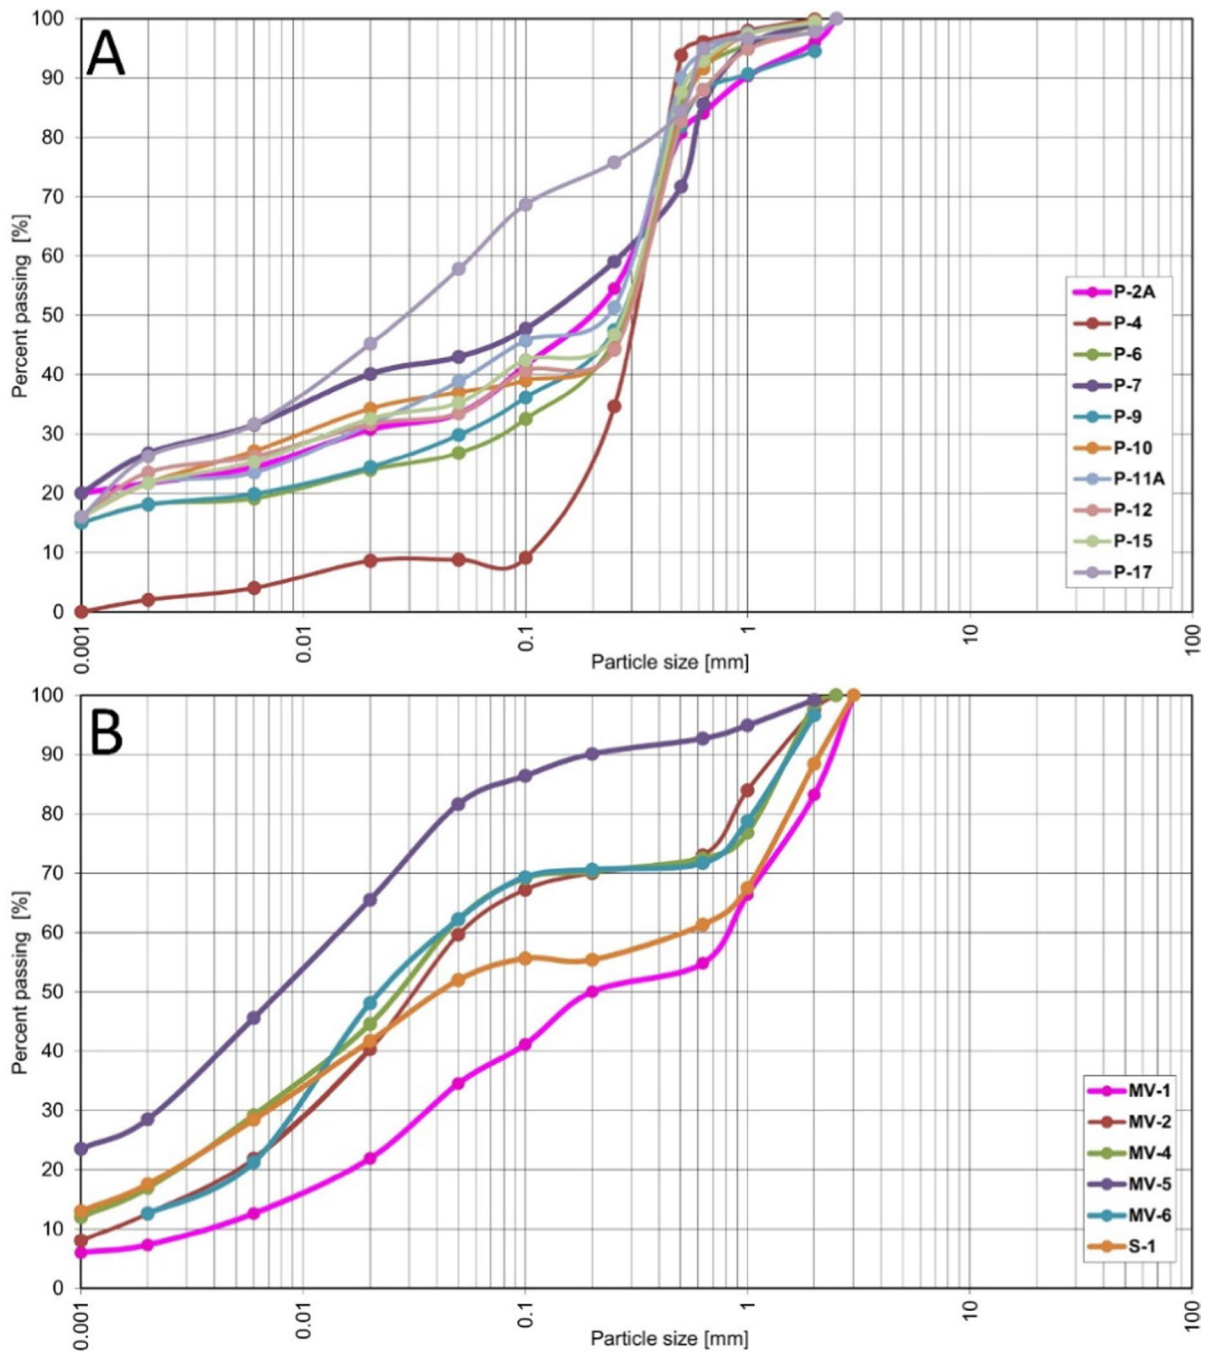 A
Percent passing [%]
100
90
80
70
60
50
40
30
20
10
0
0.001
0.01
0.1
1
10
100
Particle size [mm]
P-2A
P-4
P-6
P-7
P-9
P-10
P-11A
P-12
P-15
P-17
B
Percent passing [%]
100
90
80
70
60
50
40
30
20
10
0
0.001
0.01
0.1
1
10
100
Particle size [mm]
MV-1
MV-2
MV-4
MV-5
MV-6
S-1